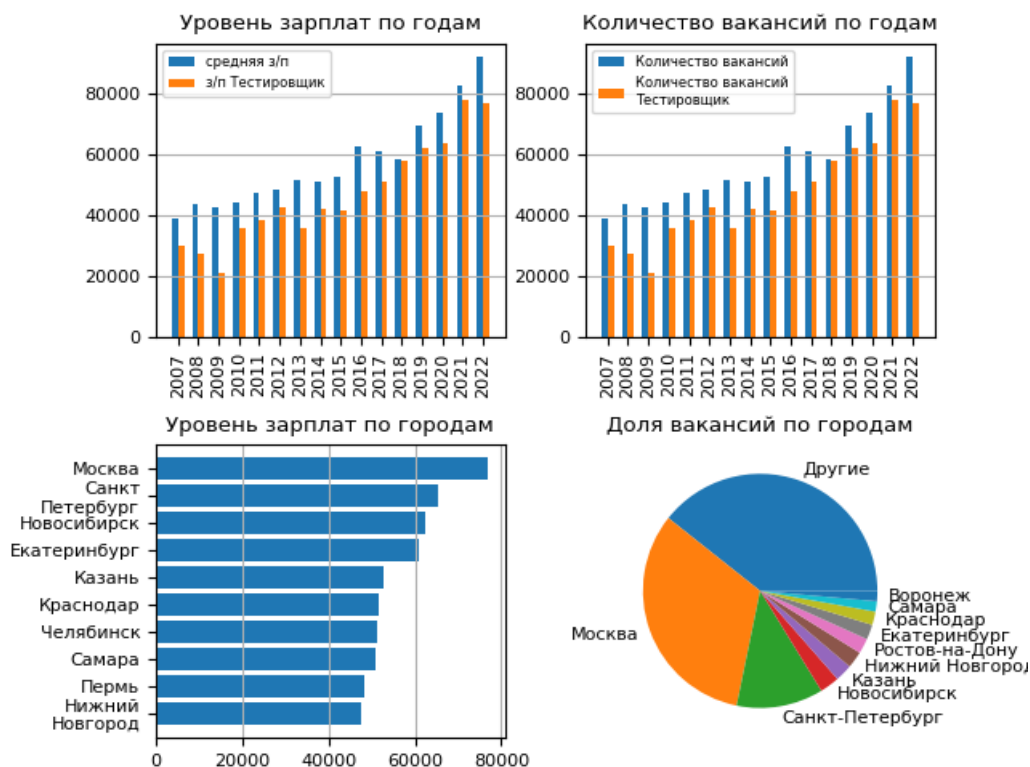 Уровень зарплат по годам
средняя з/п
з/п Тестировщик
80000
60000
40000
20000
0
2007
2008
2009
2010
2011
2012
2013
2014
2015
2016
2017
2018
2019
2020
2021
2022
Количество вакансий по годам
Количество вакансий
Количество вакансий
Тестировщик
80000
60000
40000
20000
0
2007
2008
2009
2010
2011
2012
2013
2014
2015
2016
2017
2018
2019
2020
2021
2022
Уровень зарплат по городам
Москва
Санкт
Петербург
Новосибирск
Екатеринбург
Казань
Краснодар
Челябинск
Самара
Пермь
Нижний
Новгород
0
20000
40000
60000
80000
Доля вакансий по городам
Другие
Москва
Санкт-Петербург
Новосибирск
Казань
Нижний Новгород
Ростов-на-Дону
Екатеринбург
Краснодар
Самара
Воронеж